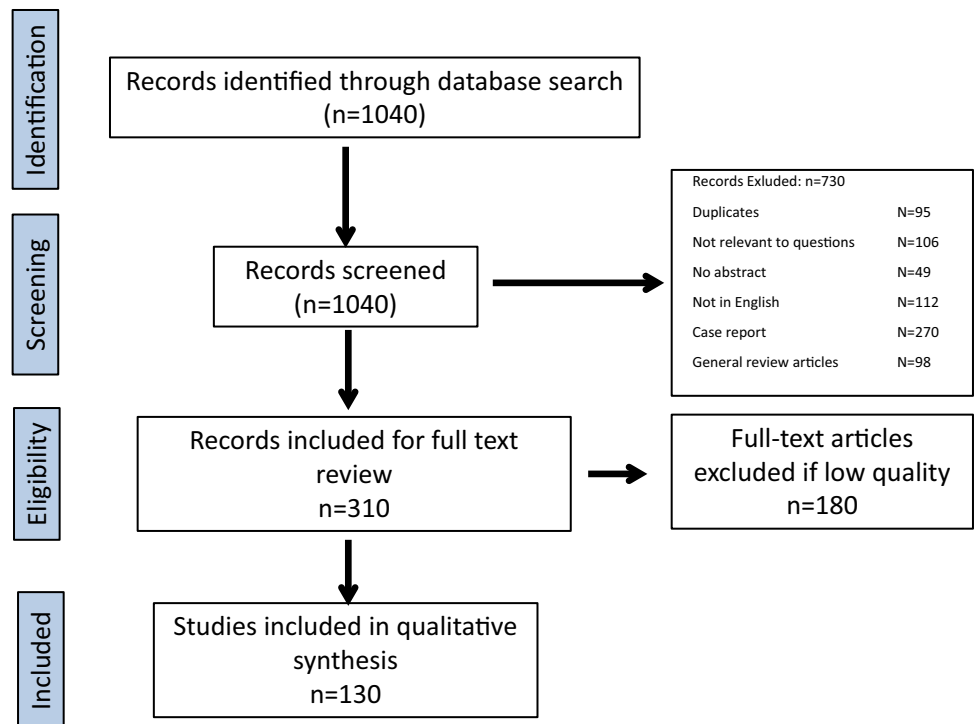 Identification
Records identified through database search
(n=1040)
Screening
Records screened
(n=1040)
Records Exluded: n=730
Duplicates N=95
Not relevant to questions N=106
No abstract N=49
Not in English N=112
Case report N=270
General review articles N=98
Eligibility
Records included for full text
review
n=310
Full-text articles
excluded if low quality
n=180
Included
Studies included in qualitative
synthesis
n=130